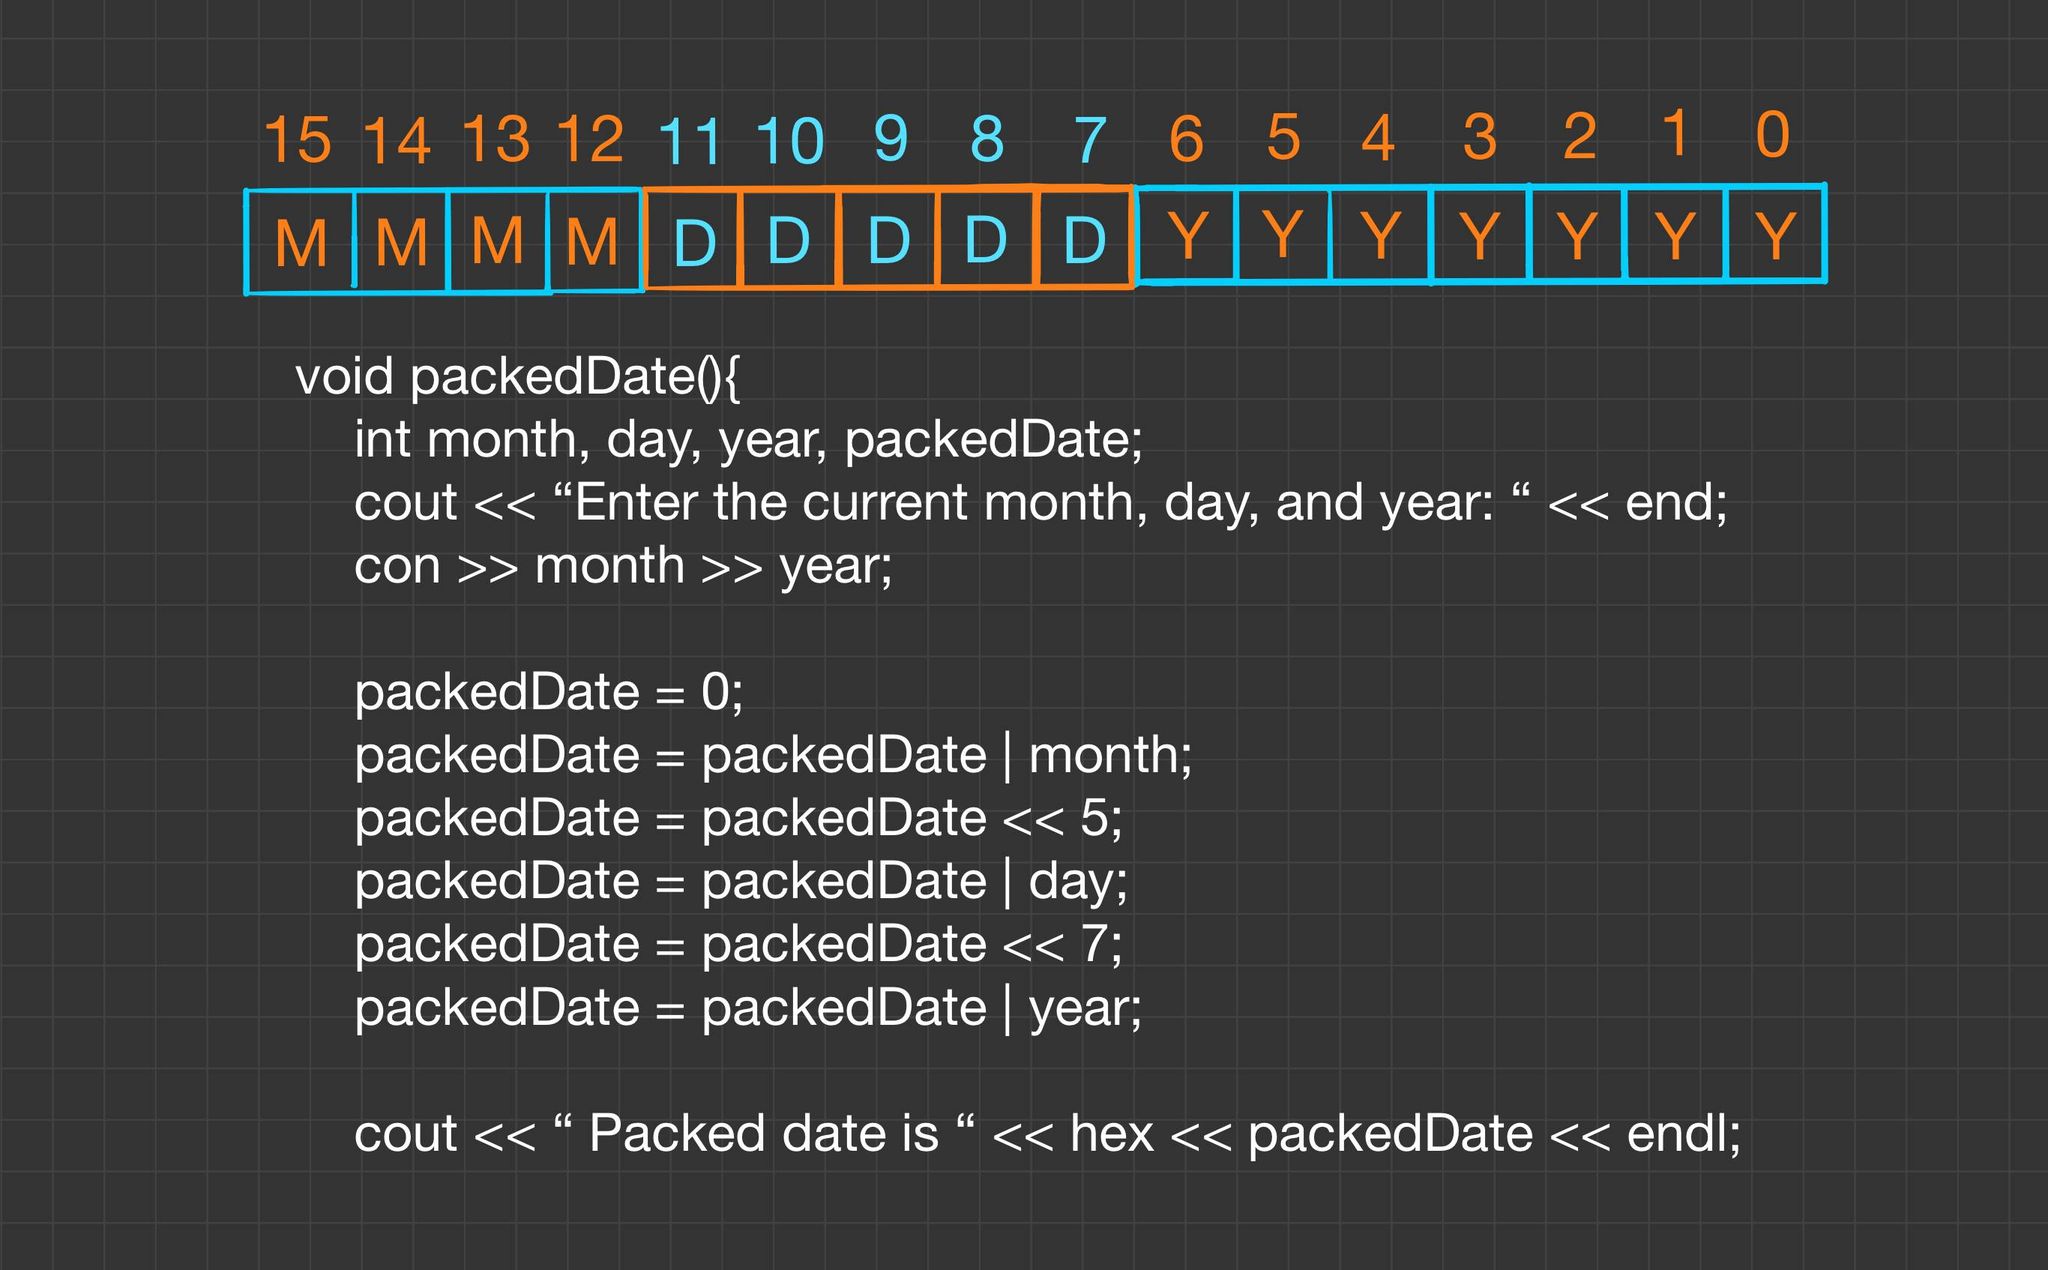 15 14 13 12 11 10 9 8 7 6 5 4 3 2 1 0
M M M M D D D D D Y Y Y Y Y Y Y
void packedDate(){
int month, day, year, packedDate;
cout << “Enter the current month, day, and year: “ << end;
con >> month >> year;
packedDate = 0;
packedDate = packedDate | month;
packedDate = packedDate << 5;
packedDate = packedDate | day;
packedDate = packedDate << 7;
packedDate = packedDate | year;
cout << “ Packed date is “ << hex << packedDate << endl;